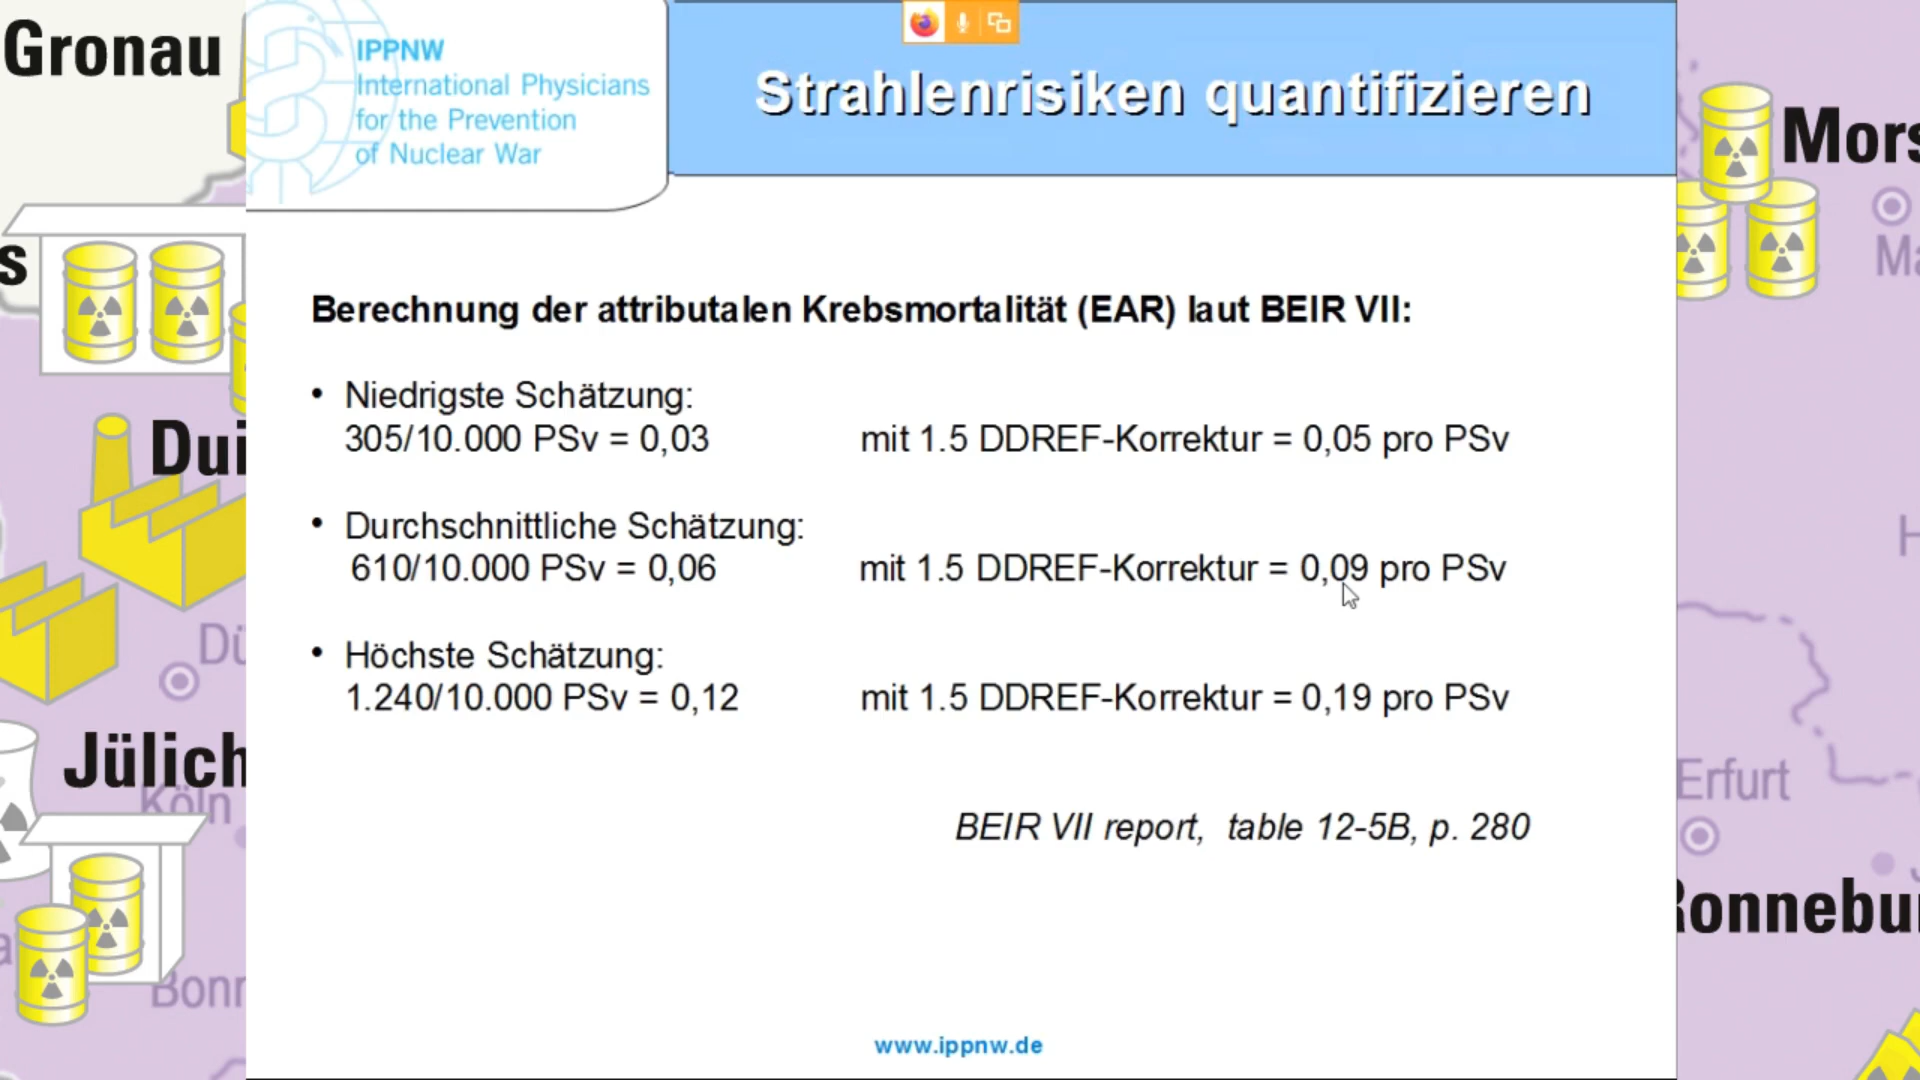 Gronau
s
Dui
Dü
Jülich
Köln
Bonn
IPPNW
International Physicians
for the Prevention
of Nuclear War
Strahlenrisiken quantifizieren
Berechnung der attributalen Krebsmortalität (EAR) laut BEIR VII:
• Niedrigste Schätzung:
305/10.000 PSv = 0,03 mit 1.5 DDREF-Korrektur = 0,05 pro PSv
• Durchschnittliche Schätzung:
610/10.000 PSv = 0,06 mit 1.5 DDREF-Korrektur = 0,09 pro PSv
• Höchste Schätzung:
1.240/10.000 PSv = 0,12 mit 1.5 DDREF-Korrektur = 0,19 pro PSv
BEIR VII report, table 12-5B, p. 280
www.ippnw.de
Mors
Ma
H
Erfurt
Ronnebu